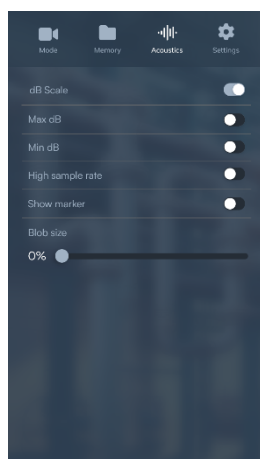 Mode
Memory
Acoustics
Settings
dB Scale
Max dB
Min dB
High sample rate
Show marker
Blob size
0%